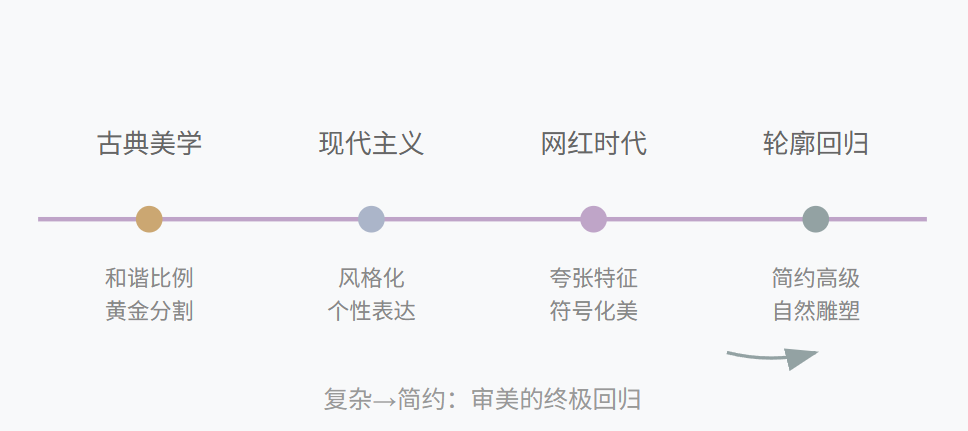 古典美学
现代主义
网红时代
轮廓回归
和谐比例
黄金分割
风格化
个性表达
夸张特征
符号化美
简约高级
自然雕塑
复杂→简约：审美的终极回归